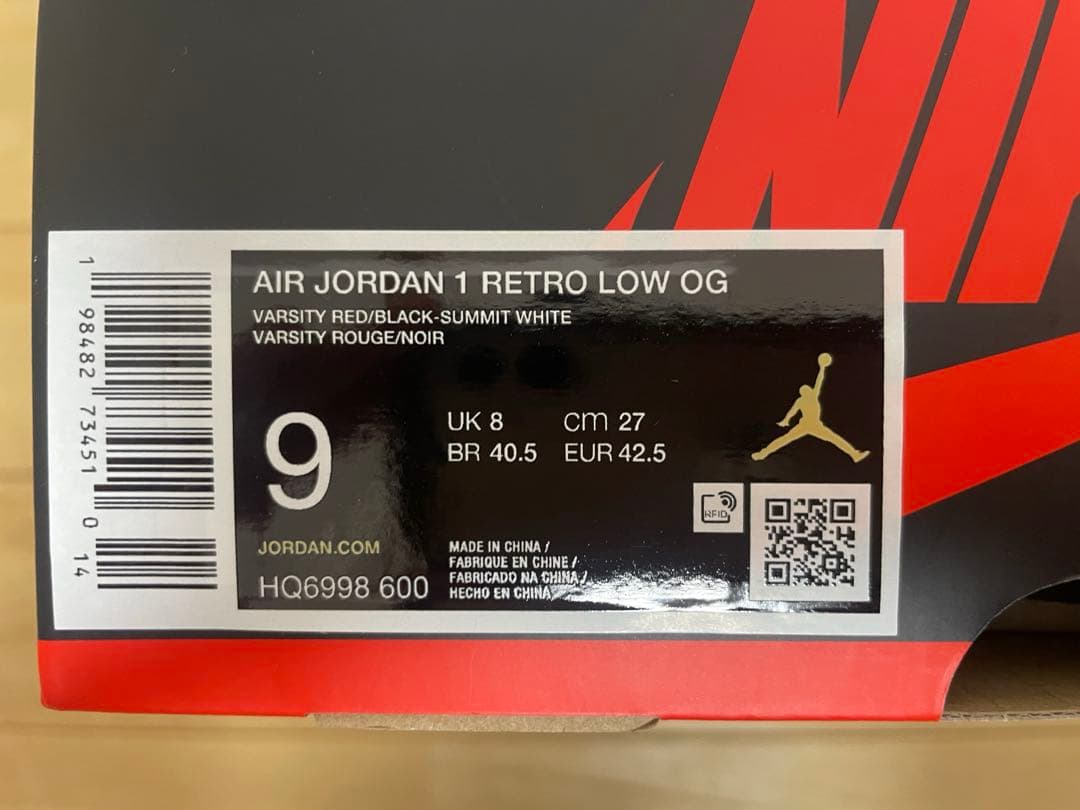 NIK
AIR JORDAN 1 RETRO LOW OG
VARSITY RED/BLACK-SUMMIT WHITE
VARSITY ROUGE/NOIR
9
UK 8 cm 27
BR 40.5 EUR 42.5
RFID
JORDAN.COM
HQ6998 600
MADE IN CHINA /
FABRIQUE EN CHINE /
FABRICADO NA CHINA /
HECHO EN CHINA
1 98482 73451 0 14